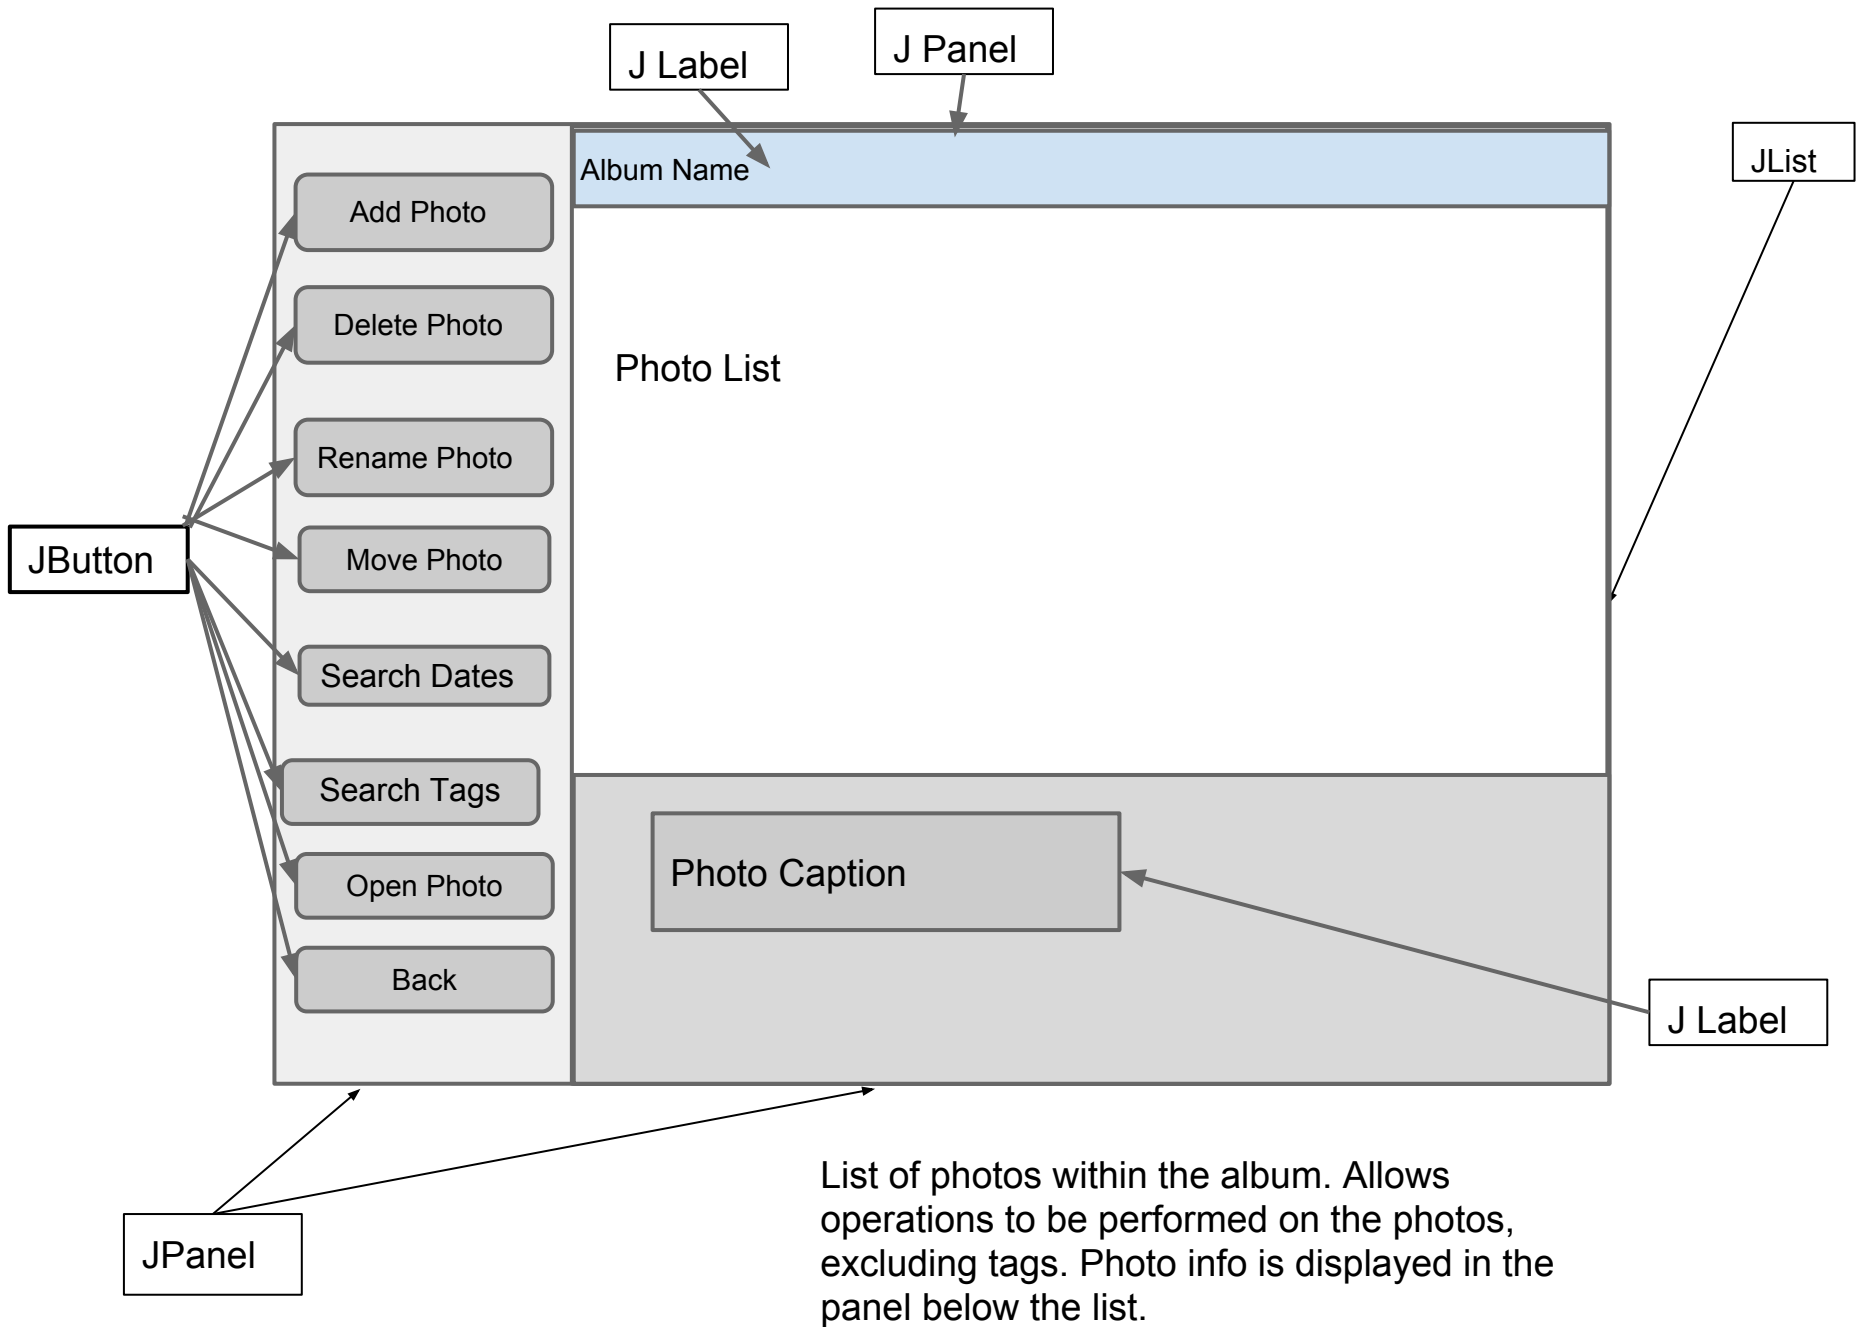 J Label
J Panel
JList
Album Name
Add Photo
Delete Photo
Photo List
Rename Photo
JButton
Move Photo
Search Dates
Search Tags
Photo Caption
Open Photo
Back
J Label
JPanel
List of photos within the album. Allows
operations to be performed on the photos,
excluding tags. Photo info is displayed in the
panel below the list.